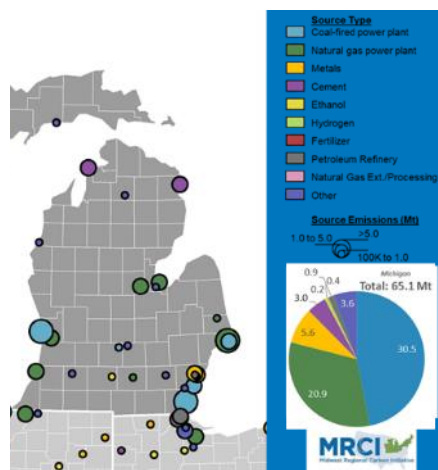 Source Type
Coal-fired power plant
Natural gas power plant
Metals
Cement
Ethanol
Hydrogen
Fertilizer
Petroleum Refinery
Natural Gas Ext./Processing
Other
Source Emissions (Mt)
>5.0
1.0 to 5.0
100K to 1.0
Michigan
Total: 65.1 Mt
0.9
0.4
0.2
3.6
3.0
5.6
30.5
20.9
MRCI
Midwest Regional Carbon Initiative